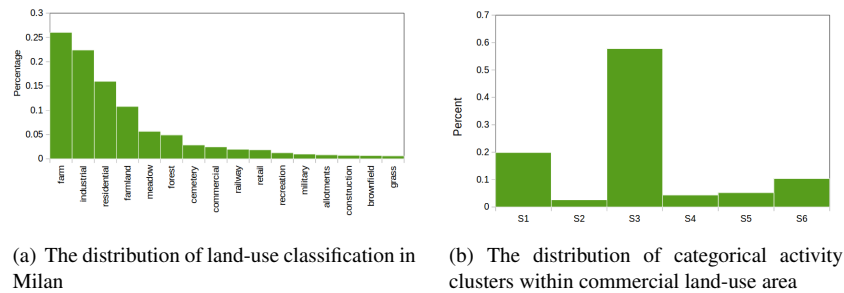 0.3
0.25
0.2
0.15
0.1
0.05
0
Percentage
farm
industrial
residential
farmland
meadow
forest
cemetery
commercial
railway
retail
recreation
military
allotments
construction
brownfield
grass
(a) The distribution of land-use classification in
Milan
0.7
0.6
0.5
0.4
0.3
0.2
0.1
0
Percent
S1 S2 S3 S4 S5 S6
(b) The distribution of categorical activity
clusters within commercial land-use area